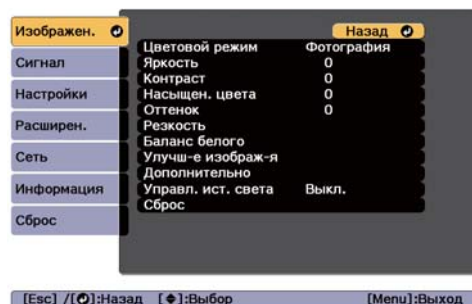 Изображен.
Сигнал
Настройки
Расширен.
Сеть
Информация
Сброс
Назад
Цветовой режим Фотография
Яркость 0
Контраст 0
Насыщен. цвета 0
Оттенок 0
Резкость
Баланс белого
Улучш-е изображ-я
Дополнительно
Управл. ист. света Выкл.
Сброс
[Esc] /[ ]:Назад [ ]:Выбор [Menu]:Выход